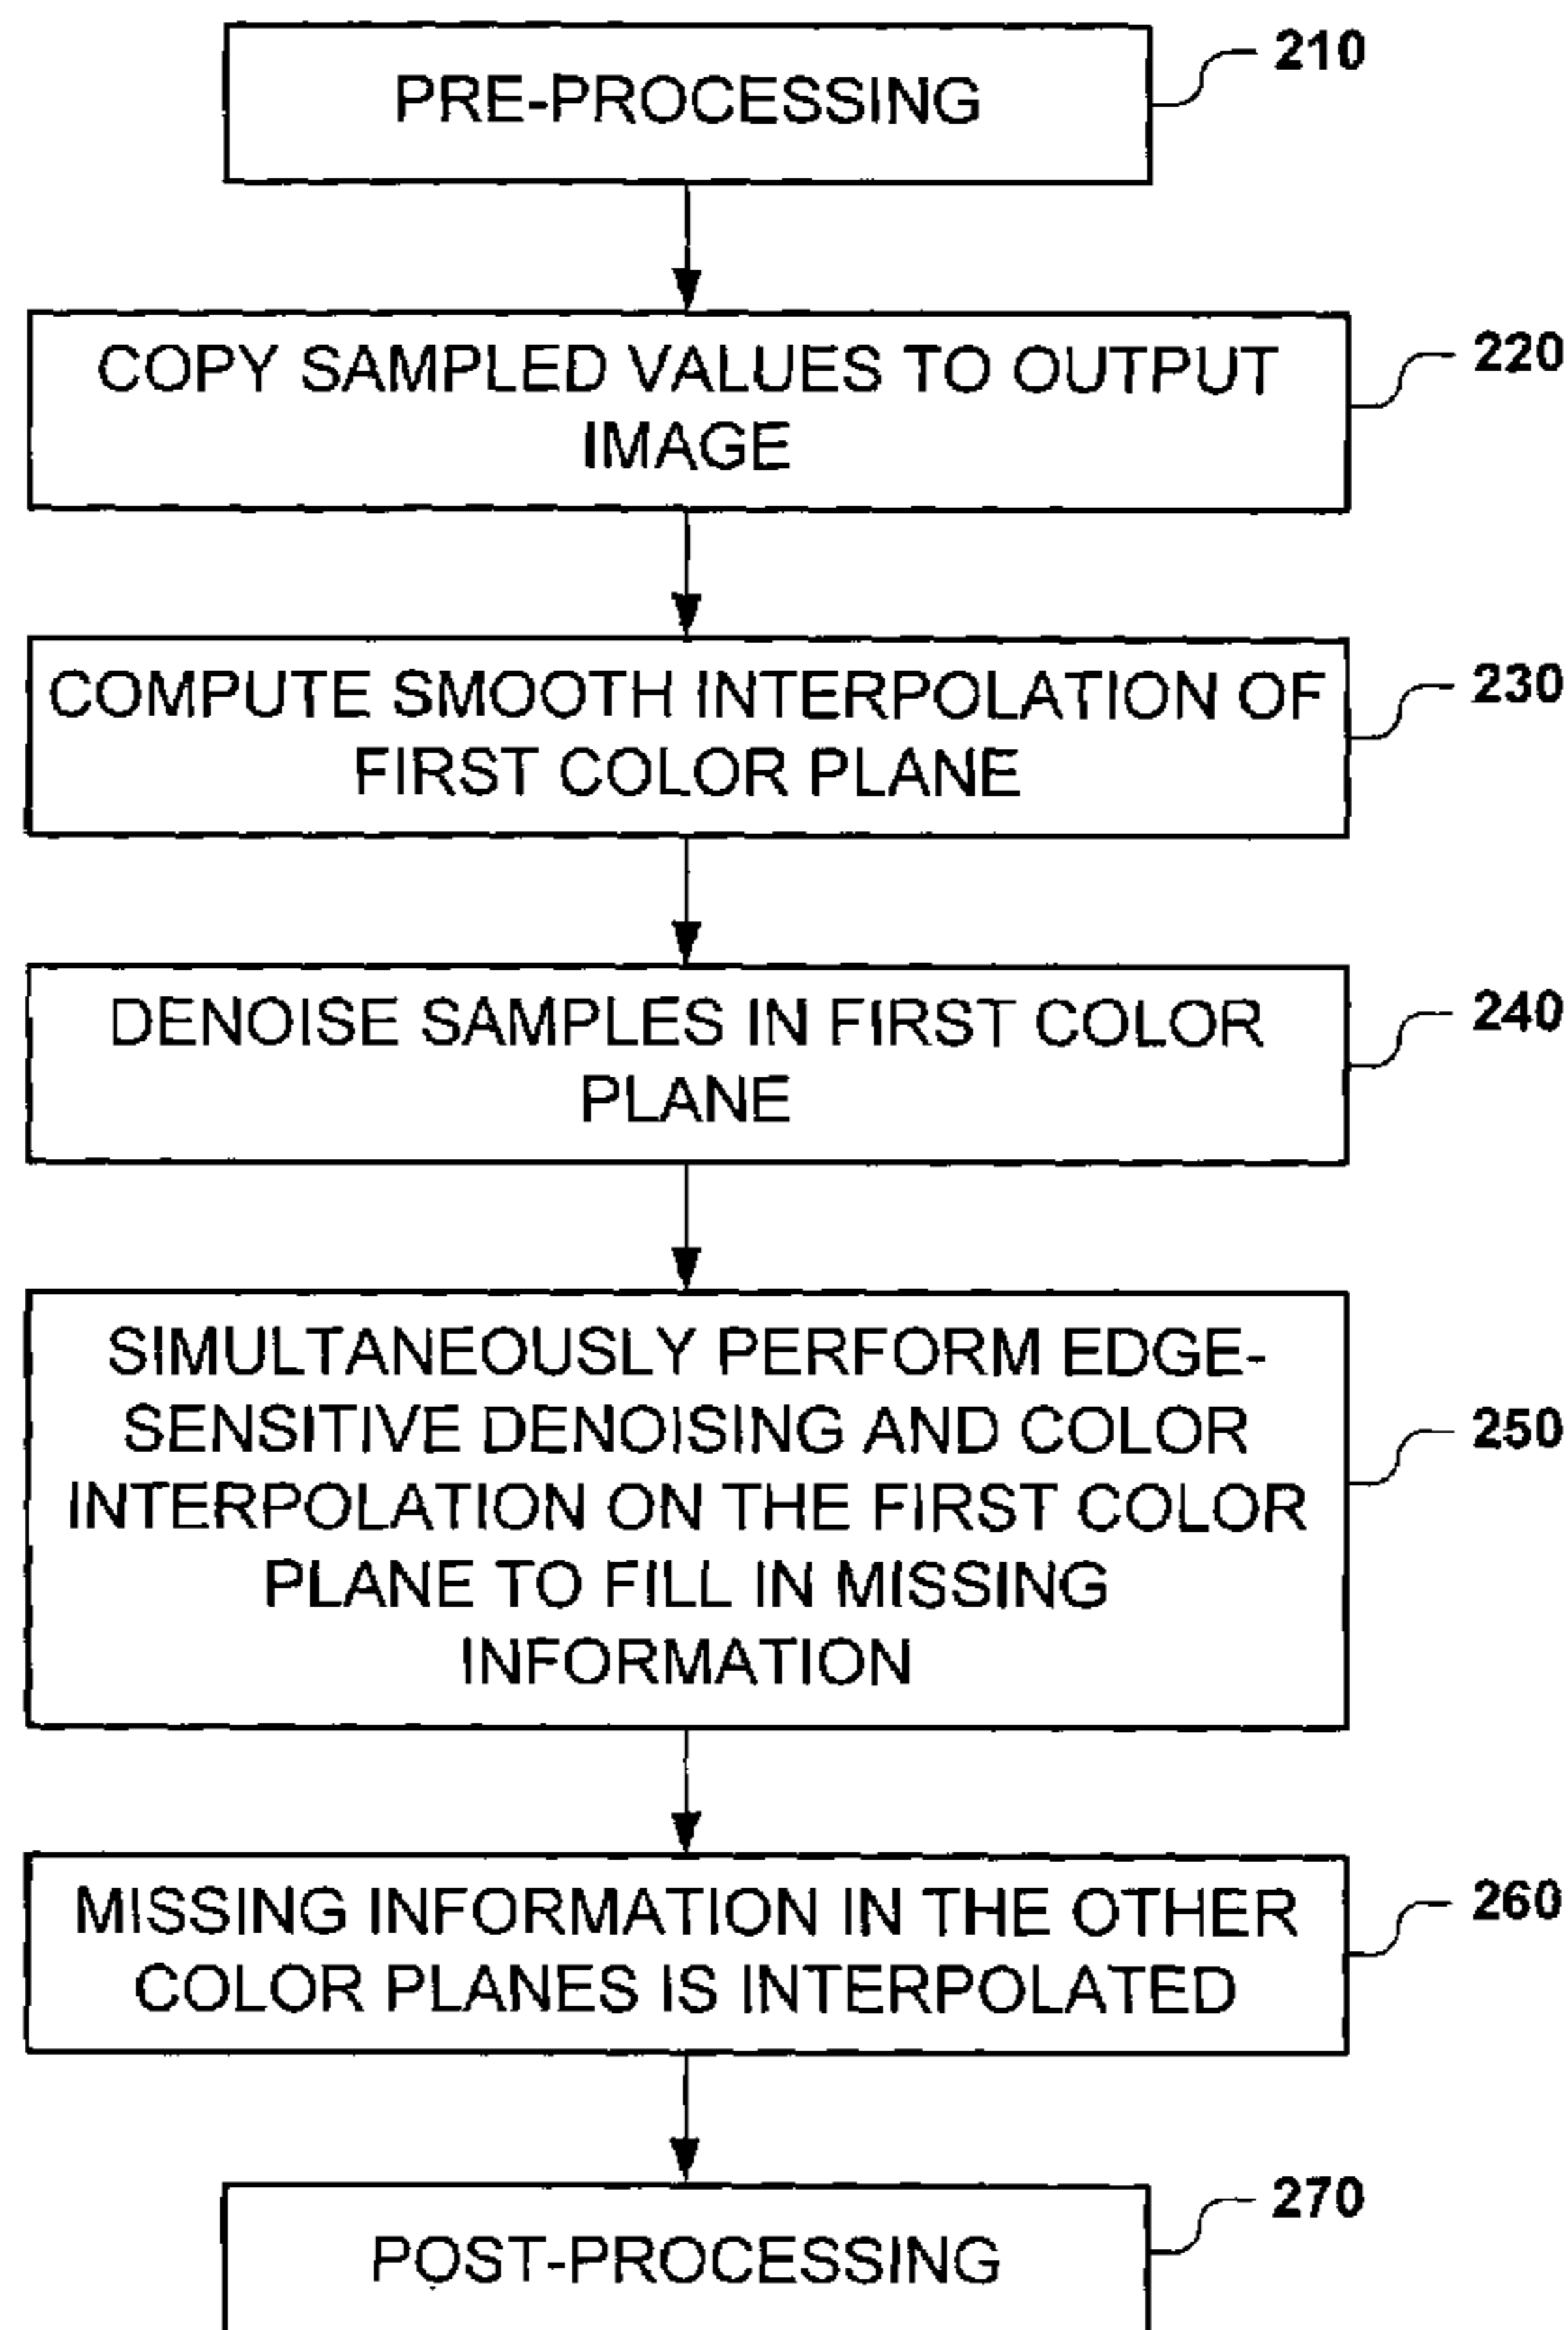 PRE-PROCESSING
210
COPY SAMPLED VALUES TO OUTPUT
IMAGE
220
COMPUTE SMOOTH INTERPOLATION OF
FIRST COLOR PLANE
230
DENOISE SAMPLES IN FIRST COLOR
PLANE
240
SIMULTANEOUSLY PERFORM EDGE-
SENSITIVE DENOISING AND COLOR
INTERPOLATION ON THE FIRST COLOR
PLANE TO FILL IN MISSING
INFORMATION
250
MISSING INFORMATION IN THE OTHER
COLOR PLANES IS INTERPOLATED
260
POST-PROCESSING
270